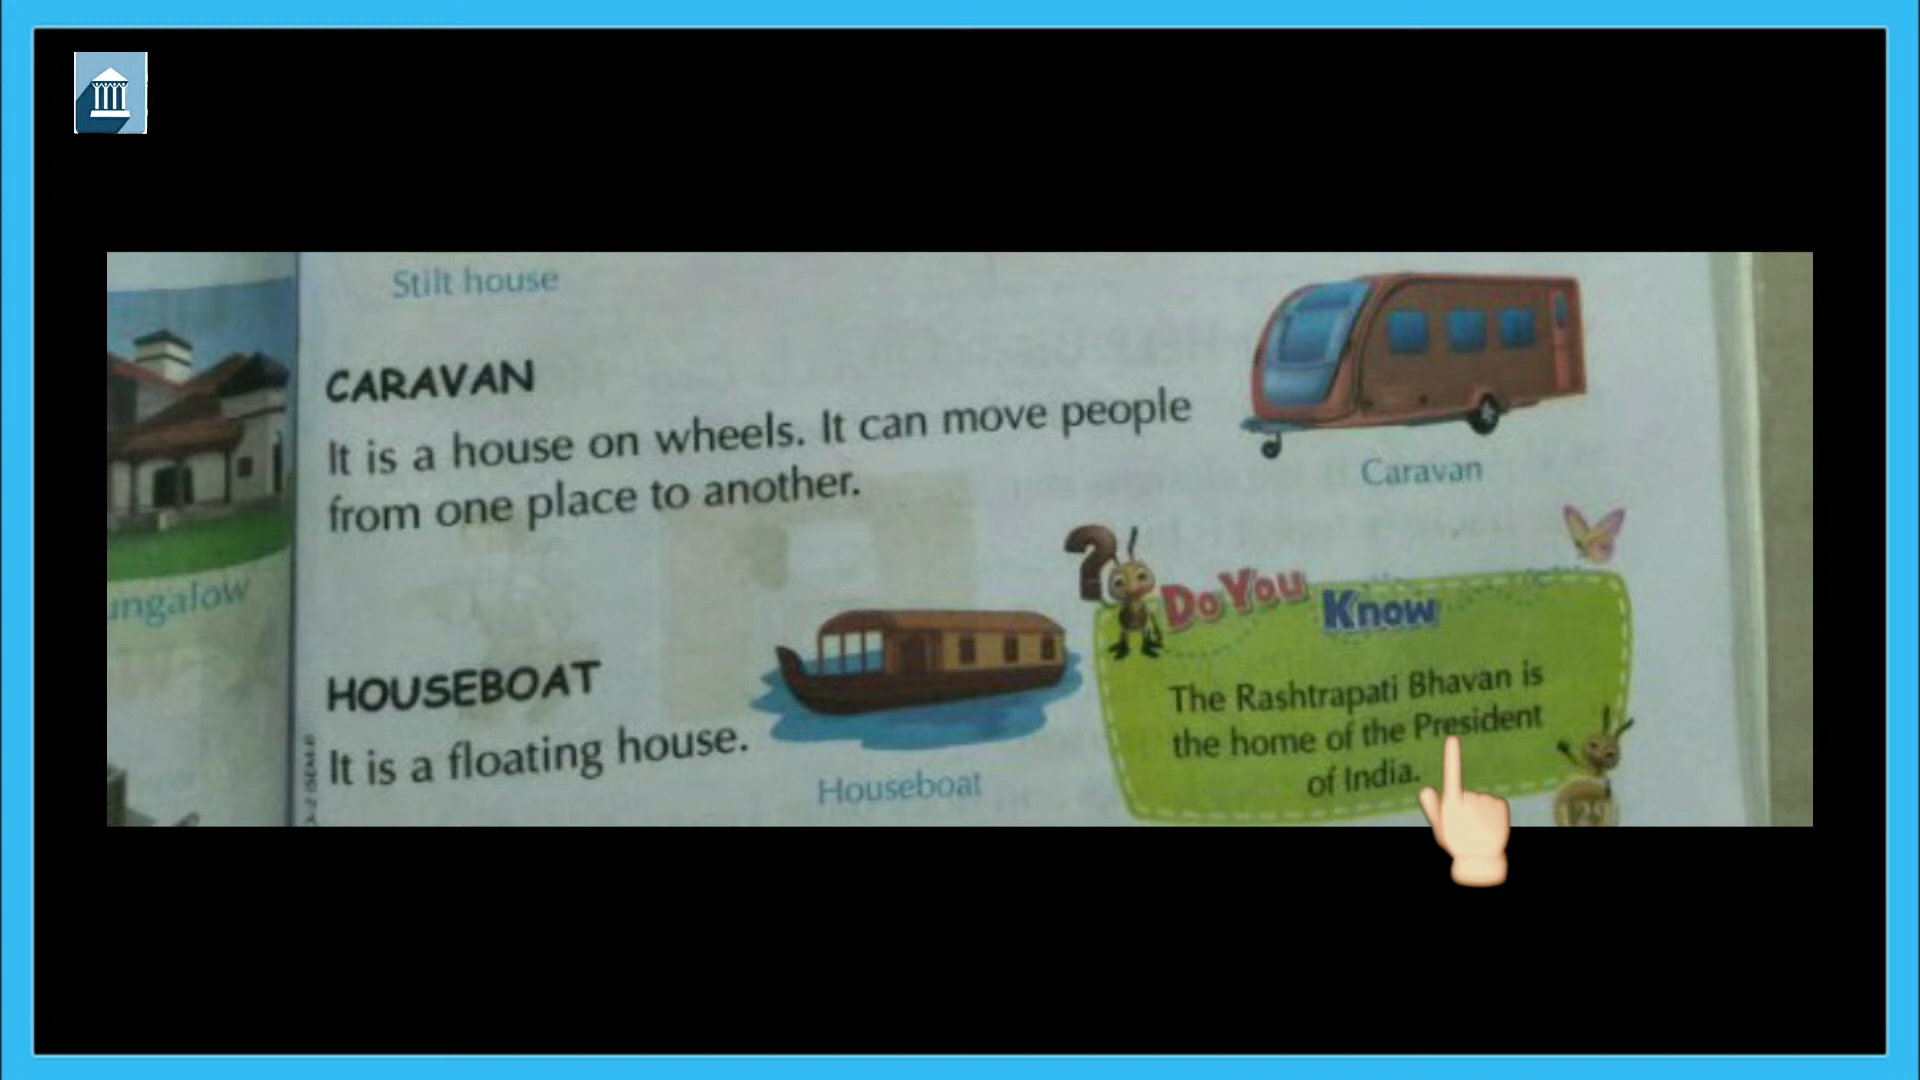 Stilt house
CARAVAN
It is a house on wheels. It can move people
from one place to another.
Caravan
ungalow
Do You Know
HOUSEBOAT
It is a floating house.
Houseboat
The Rashtrapati Bhavan is
the home of the President
of India.
129